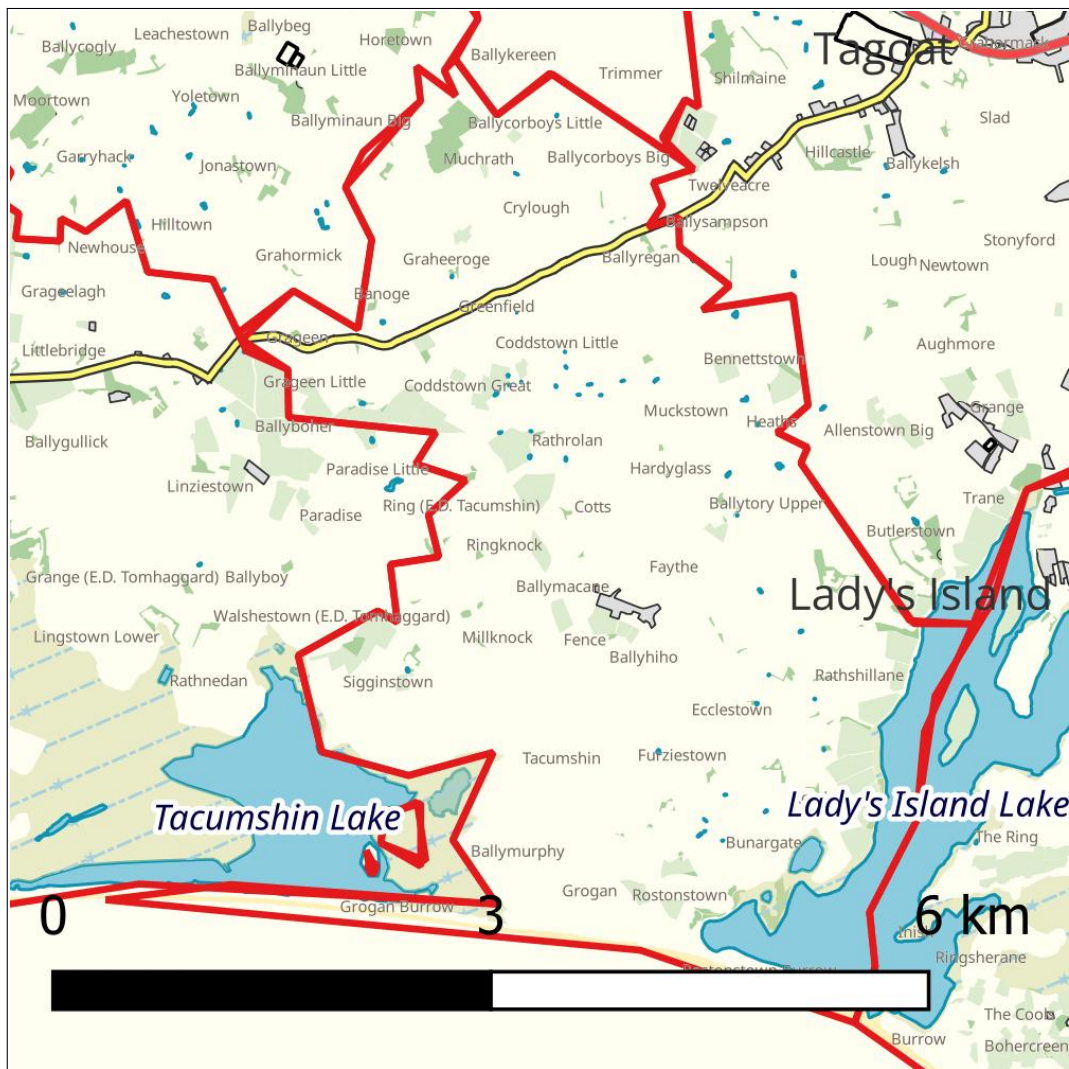 Ballybeg
Leachestown
Horetown
Ballycogly
Tagoat
Ballykereen
Ballyminaun Little
Trimmer
Shilmaine
Moortown
Yoletown
Ballyminaun Big
Ballycorboys Little
Slad
Garryhack
Jonastown
Muchrath
Ballycorboys Big
Hillcastle
Ballykelsh
Twelveacre
Crylough
Hilltown
Ballysampson
Newhouse
Stonyford
Grahormick
Graheeroge
Ballyregan
Lough
Newtown
Grageelagh
Banoge
Greenfield
Grageen
Coddstown Little
Aughmore
Littlebridge
Bennettstown
Grageen Little
Coddstown Great
Muckstown
Grange
Ballyboher
Heaths
Allenstown Big
Ballygullick
Rathrolan
Paradise Little
Hardyglass
Linziestown
Trane
Ring (E.D. Tacumshin)
Cotts
Ballytory Upper
Paradise
Butlerstown
Ringknock
Faythe
Grange (E.D. Tomhaggard)
Ballyboy
Ballymacane
Lady's Island
Walshestown (E.D. Tomhaggard)
Lingstown Lower
Millknock
Fence
Ballyhiho
Rathshillane
Rathnedan
Sigginstown
Ecclestown
Tacumshin
Furziestown
Lady's Island Lake
Tacumshin Lake
The Ring
Bunargate
Ballymurphy
Grogan
Rostonstown
Grogan Burrow
0
3
6 km
Inish
Ringsherane
Rostonstown Burrow
The Cools
Burrow
Bohercreen